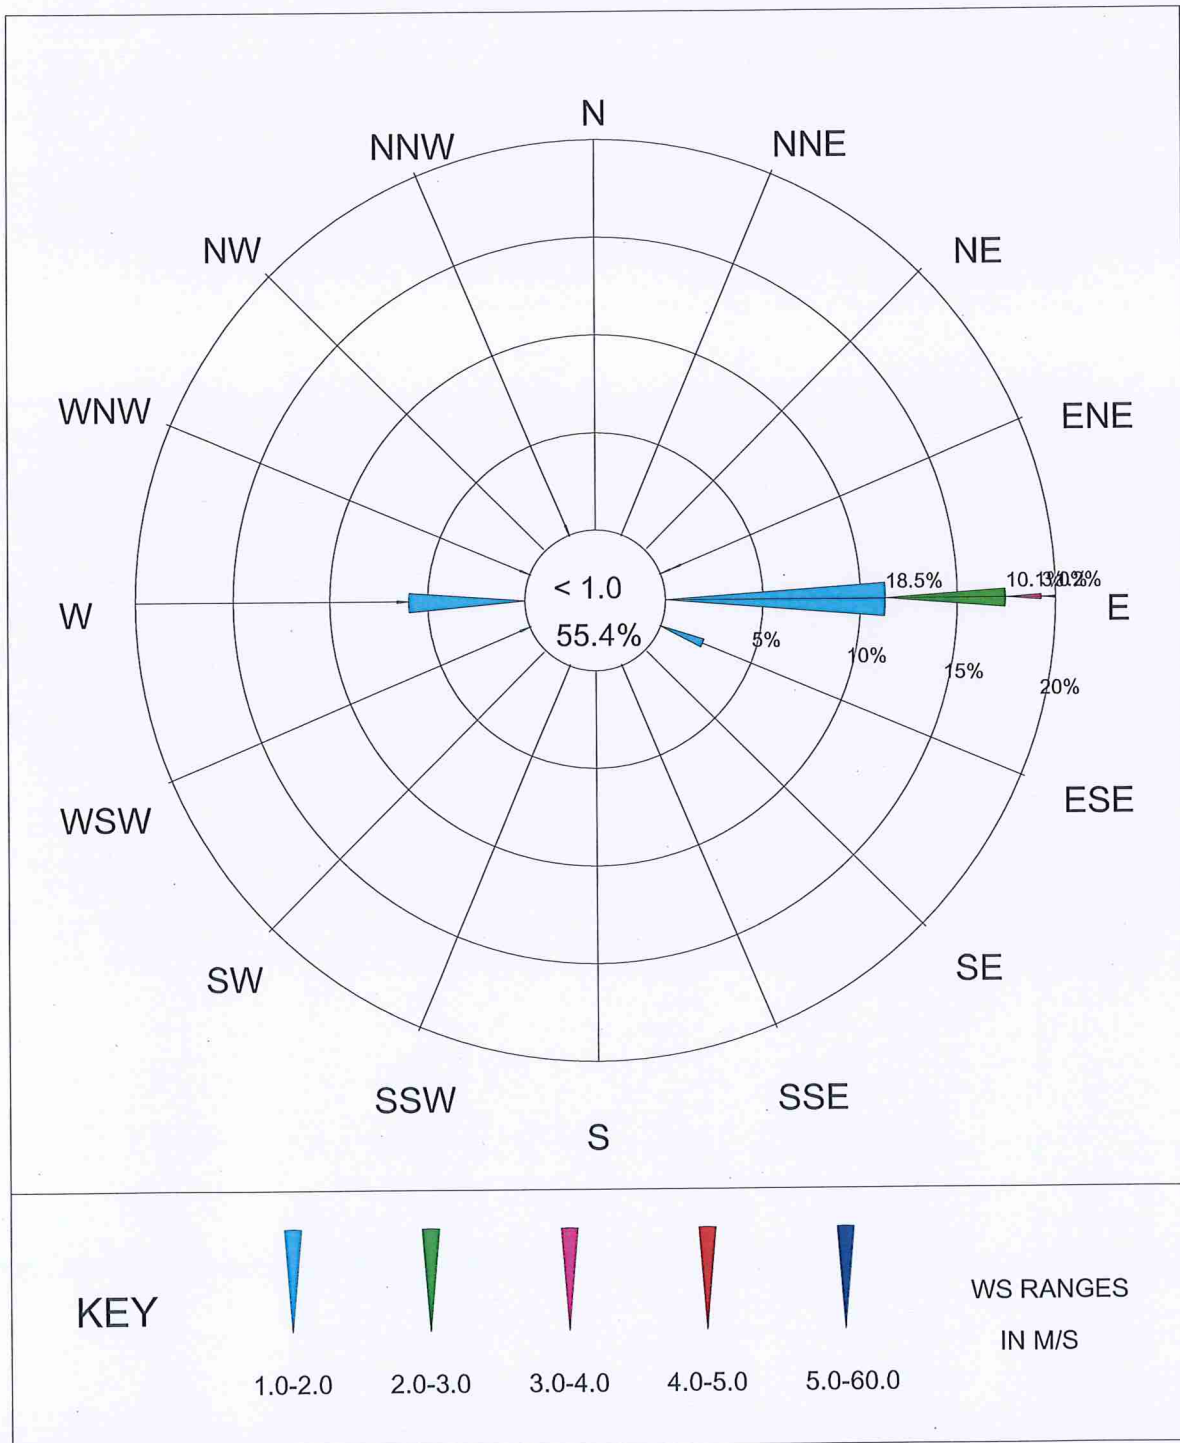 N
NNW
NNE
NW
NE
WNW
ENE
18.5%
10.1%
W
< 1.0
E
55.4%
5%
10%
15%
20%
ESE
WSW
SE
SW
SSW
SSE
S
KEY
WS RANGES
IN M/S
1.0-2.0
2.0-3.0
3.0-4.0
4.0-5.0
5.0-60.0